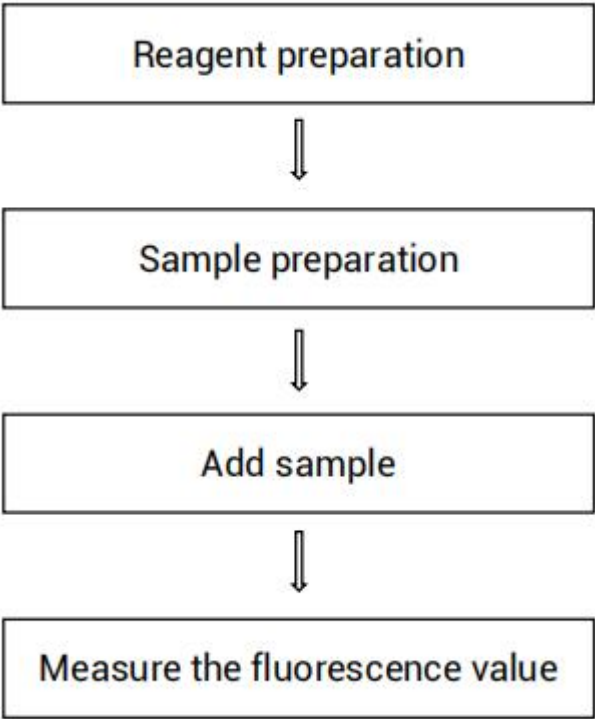 Reagent preparation
Sample preparation
Add sample
Measure the fluorescence value